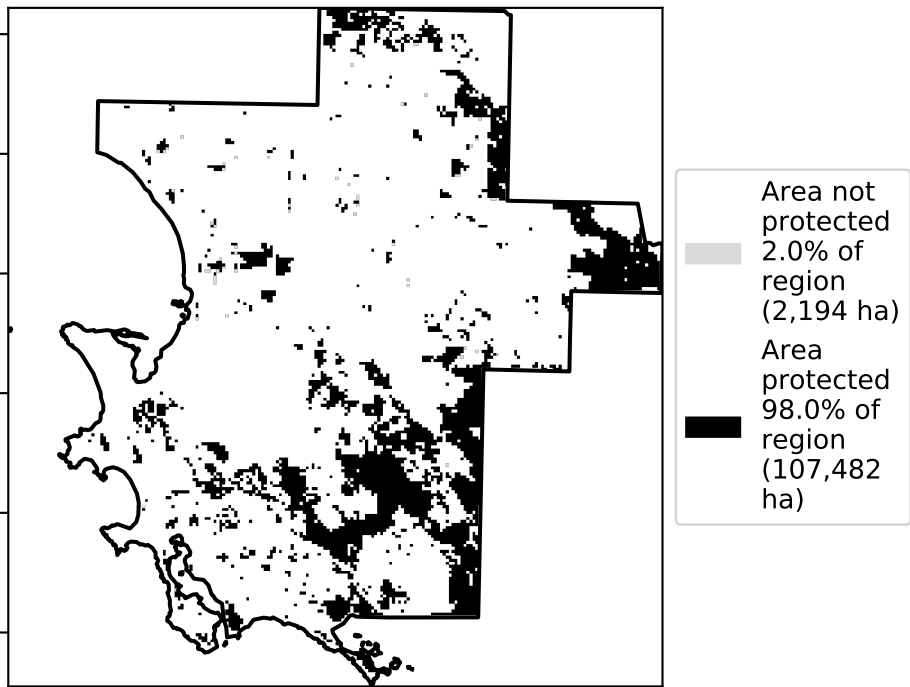 Area not
protected
2.0% of
region
(2,194 ha)
Area
protected
98.0% of
region
(107,482
ha)